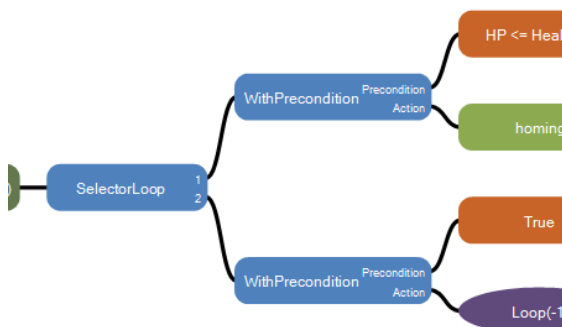 HP <= Heal
WithPrecondition
Precondition
Action
homing
SelectorLoop
1
2
True
WithPrecondition
Precondition
Action
Loop(-1